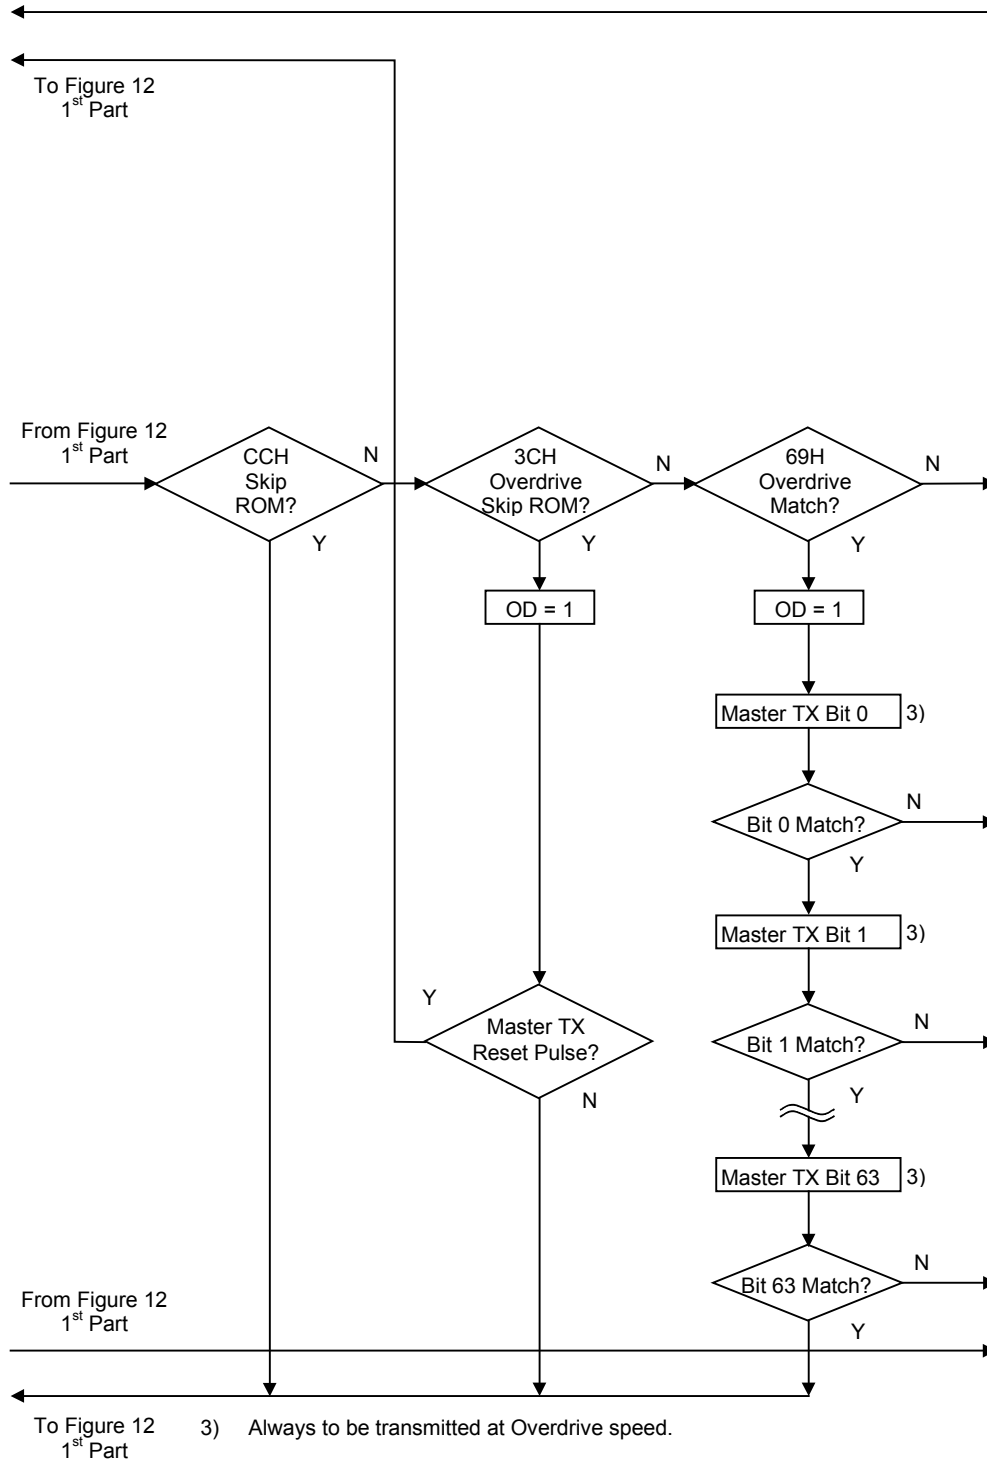 To Figure 12
1st Part
From Figure 12
1st Part
CCH
Skip
ROM?
N
Y
3CH
Overdrive
Skip ROM?
N
Y
69H
Overdrive
Match?
N
Y
OD = 1
OD = 1
Master TX Bit 0
3)
Bit 0 Match?
N
Y
Master TX Bit 1
3)
Y
Master TX
Reset Pulse?
N
Bit 1 Match?
N
Y
Master TX Bit 63
3)
Bit 63 Match?
N
Y
From Figure 12
1st Part
To Figure 12
1st Part
3) Always to be transmitted at Overdrive speed.